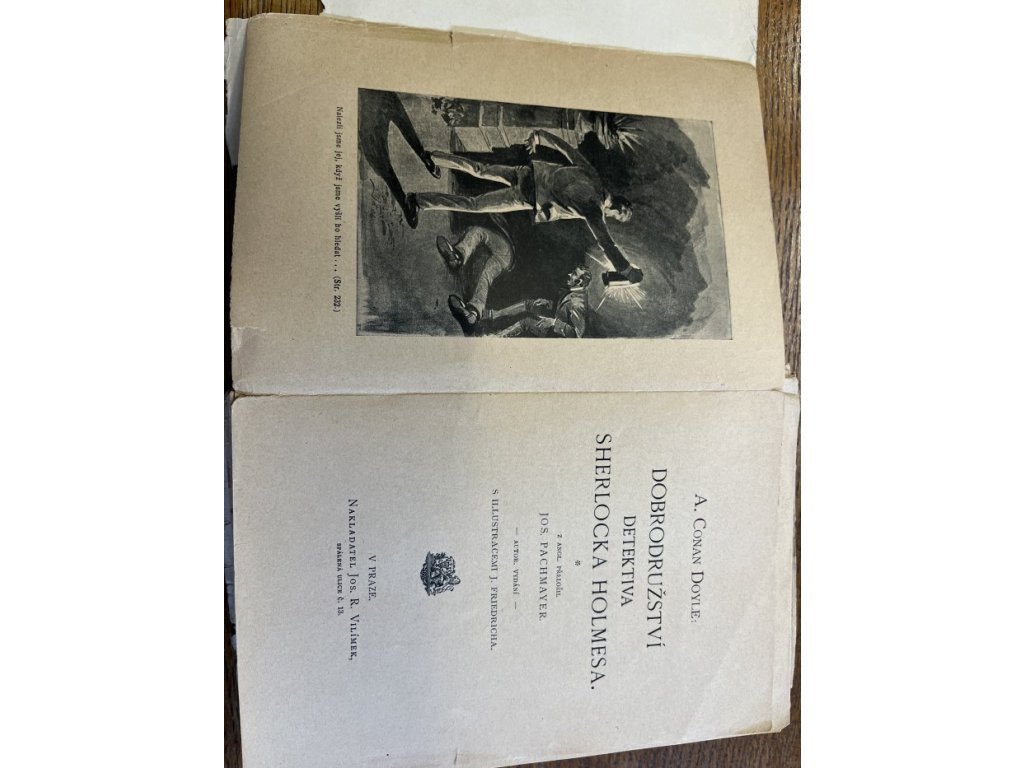 Nalezli jsme jej, když jsme vyšli ho hledat . . . (Str. 232.)
A. CONAN DOYLE:
DOBRODRUŽSTVÍ
DETEKTIVA
SHERLOCKA HOLMESA.
*
Z ANGL. PŘELOŽIL
JOS. PACHMAYER.
— AUTOR. VYDÁNÍ —
S ILLUSTRACEMI J. FRIEDRICHA.
V PRAZE.
NAKLADATEL JOS. R. VILÍMEK,
SPÁLENÁ ULICE Č. 13.